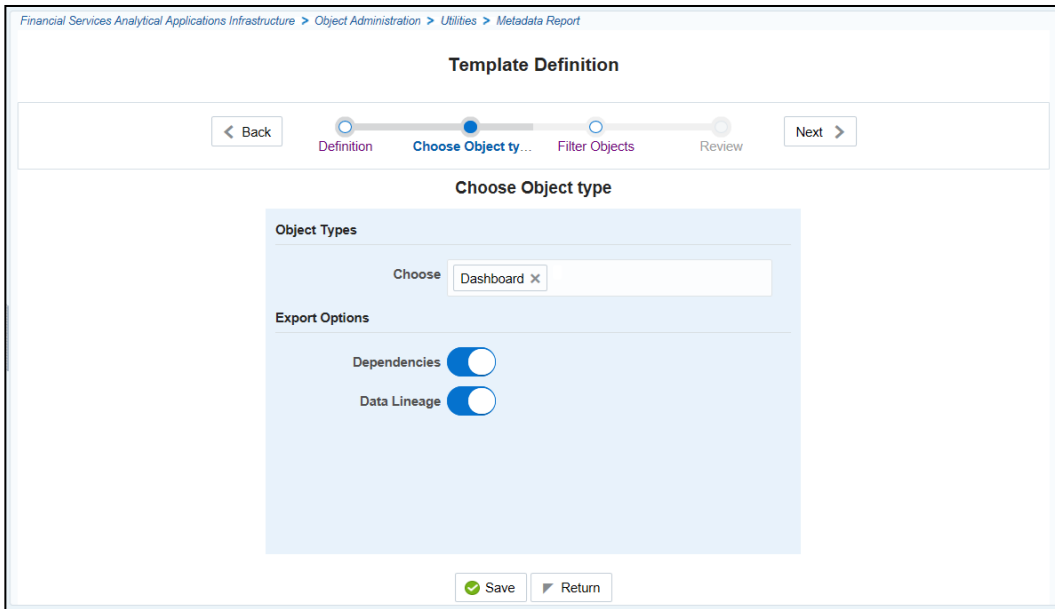 Financial Services Analytical Applications Infrastructure > Object Administration > Utilities > Metadata Report
Template Definition
Back
Definition
Choose Object ty...
Filter Objects
Review
Next
Choose Object type
Object Types
Choose Dashboard
Export Options
Dependencies
Data Lineage
Save Return